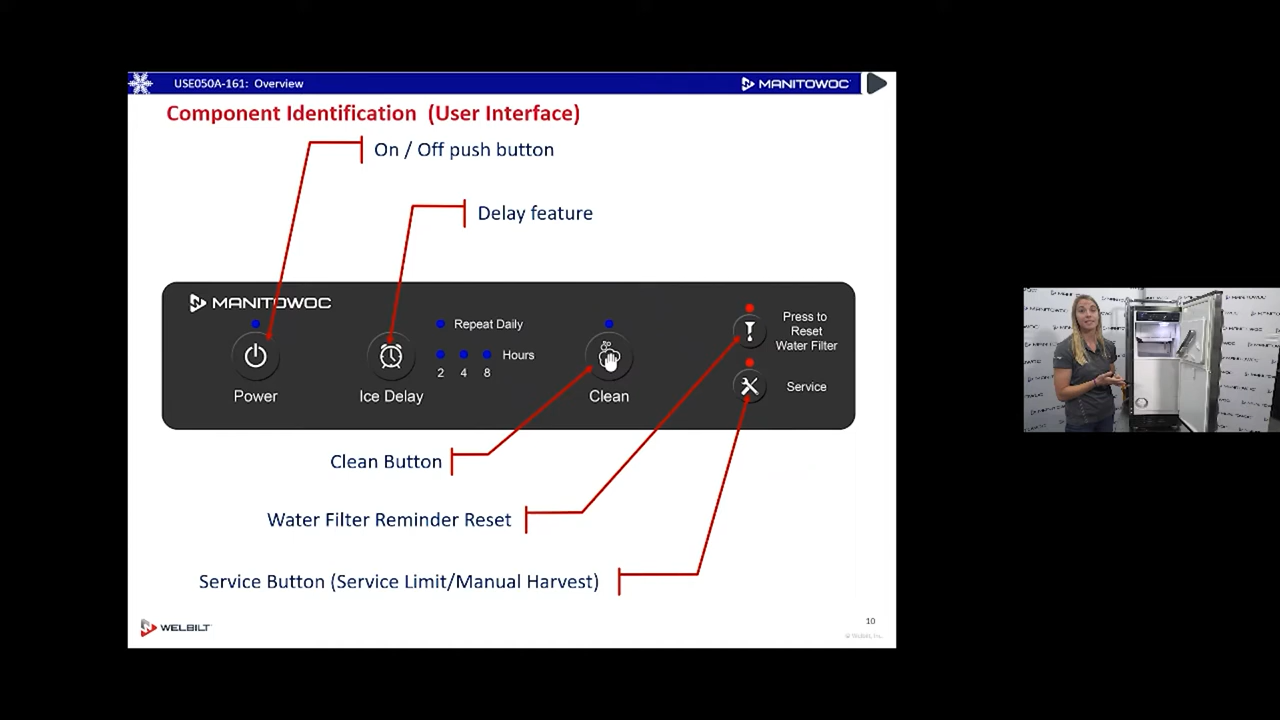 USE050A-161: Overview
MANITOWOC
Component Identification (User Interface)
On / Off push button
Delay feature
MANITOWOC
Repeat Daily
Hours
2 4 8
Power
Ice Delay
Clean
Press to
Reset
Water Filter
Service
Clean Button
Water Filter Reminder Reset
Service Button (Service Limit/Manual Harvest)
WELBILT
10
© Welbilt, Inc.